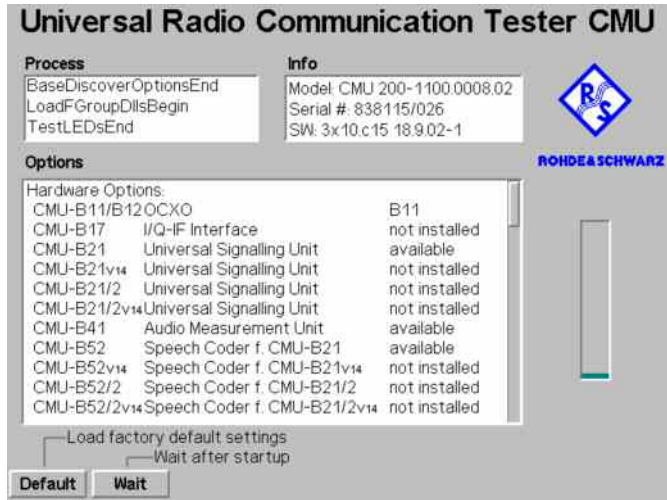 Universal Radio Communication Tester CMU
Process
BaseDiscoverOptionsEnd
LoadFGroupDllsBegin
TestLEDsEnd
Info
Model: CMU 200-1100.0008.02
Serial #: 838115/026
SW: 3x10.c15 18.9.02-1
R
S
ROHDE&SCHWARZ
Options
Hardware Options:
CMU-B11/B12 OCXO B11
CMU-B17 I/Q-IF Interface not installed
CMU-B21 Universal Signalling Unit available
CMU-B21v14 Universal Signalling Unit not installed
CMU-B21/2 Universal Signalling Unit not installed
CMU-B21/2v14 Universal Signalling Unit not installed
CMU-B41 Audio Measurement Unit available
CMU-B52 Speech Coder f. CMU-B21 available
CMU-B52v14 Speech Coder f. CMU-B21v14 not installed
CMU-B52/2 Speech Coder f. CMU-B21/2 not installed
CMU-B52/2v14 Speech Coder f. CMU-B21/2v14 not installed
Load factory default settings
Wait after startup
Default Wait